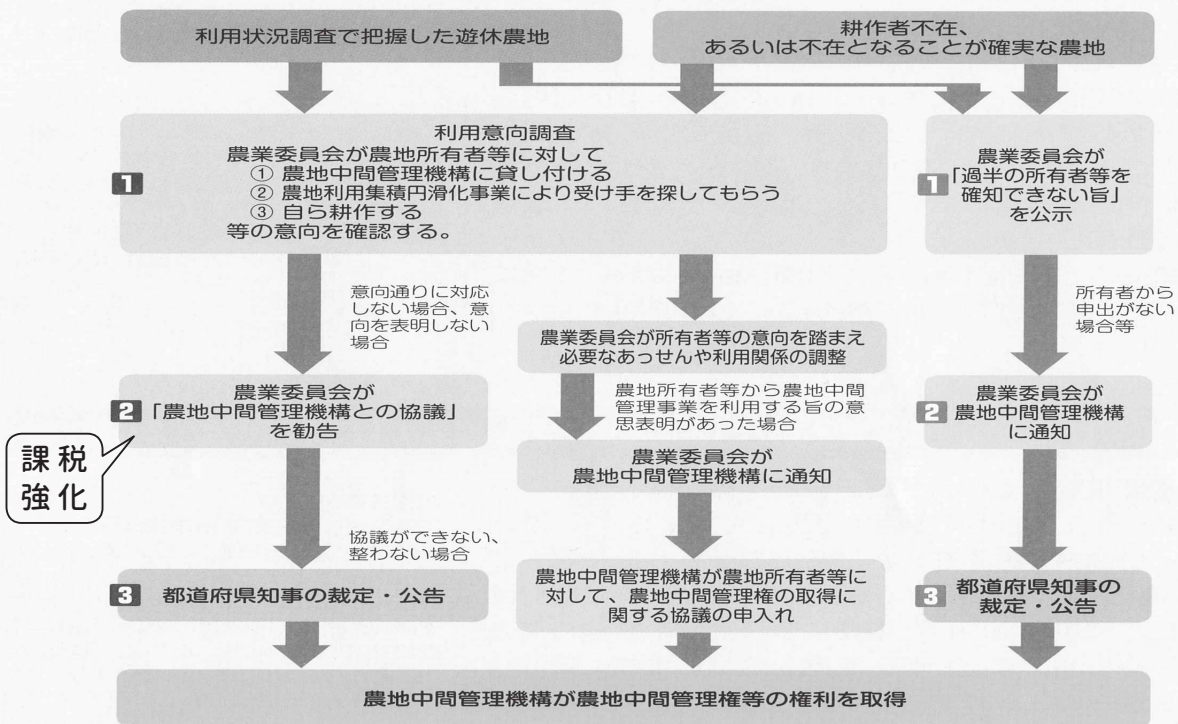 利用状況調査で把握した遊休農地
耕作者不在、
あるいは不在となることが確実な農地
1
利用意向調査
農業委員会が農地所有者等に対して
① 農地中間管理機構に貸し付ける
② 農地利用集積円滑化事業により受け手を探してもらう
③ 自ら耕作する
等の意向を確認する。
1
農業委員会が
「過半の所有者等を
確知できない旨」
を公示
意向通りに対応
しない場合、意
向を表明しない
場合
農業委員会が所有者等の意向を踏まえ
必要なあっせんや利用関係の調整
所有者から
申出がない
場合等
2
農業委員会が
「農地中間管理機構との協議」
を勧告
課税
強化
農地所有者等から農地中間
管理事業を利用する旨の意
思表明があった場合
農業委員会が
農地中間管理機構に通知
2
農業委員会が
農地中間管理機構
に通知
協議ができない、
整わない場合
3
都道府県知事の裁定・公告
農地中間管理機構が農地所有者等に
対して、農地中間管理権の取得に
関する協議の申入れ
3
都道府県知事の
裁定・公告
農地中間管理機構が農地中間管理権等の権利を取得